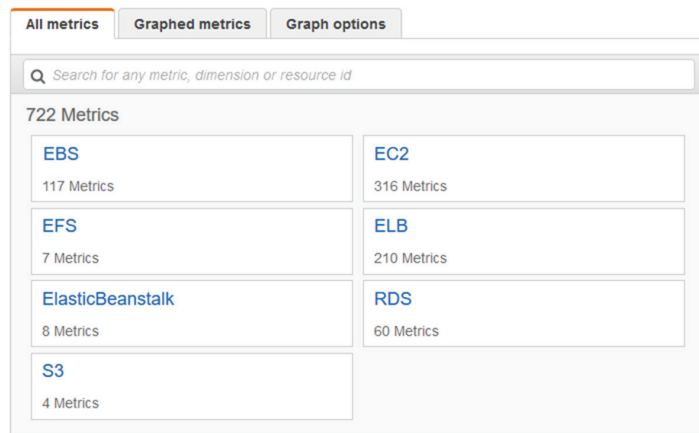 All metrics Graphed metrics Graph options
Search for any metric, dimension or resource id
722 Metrics
EBS
117 Metrics
EC2
316 Metrics
EFS
7 Metrics
ELB
210 Metrics
ElasticBeanstalk
8 Metrics
RDS
60 Metrics
S3
4 Metrics